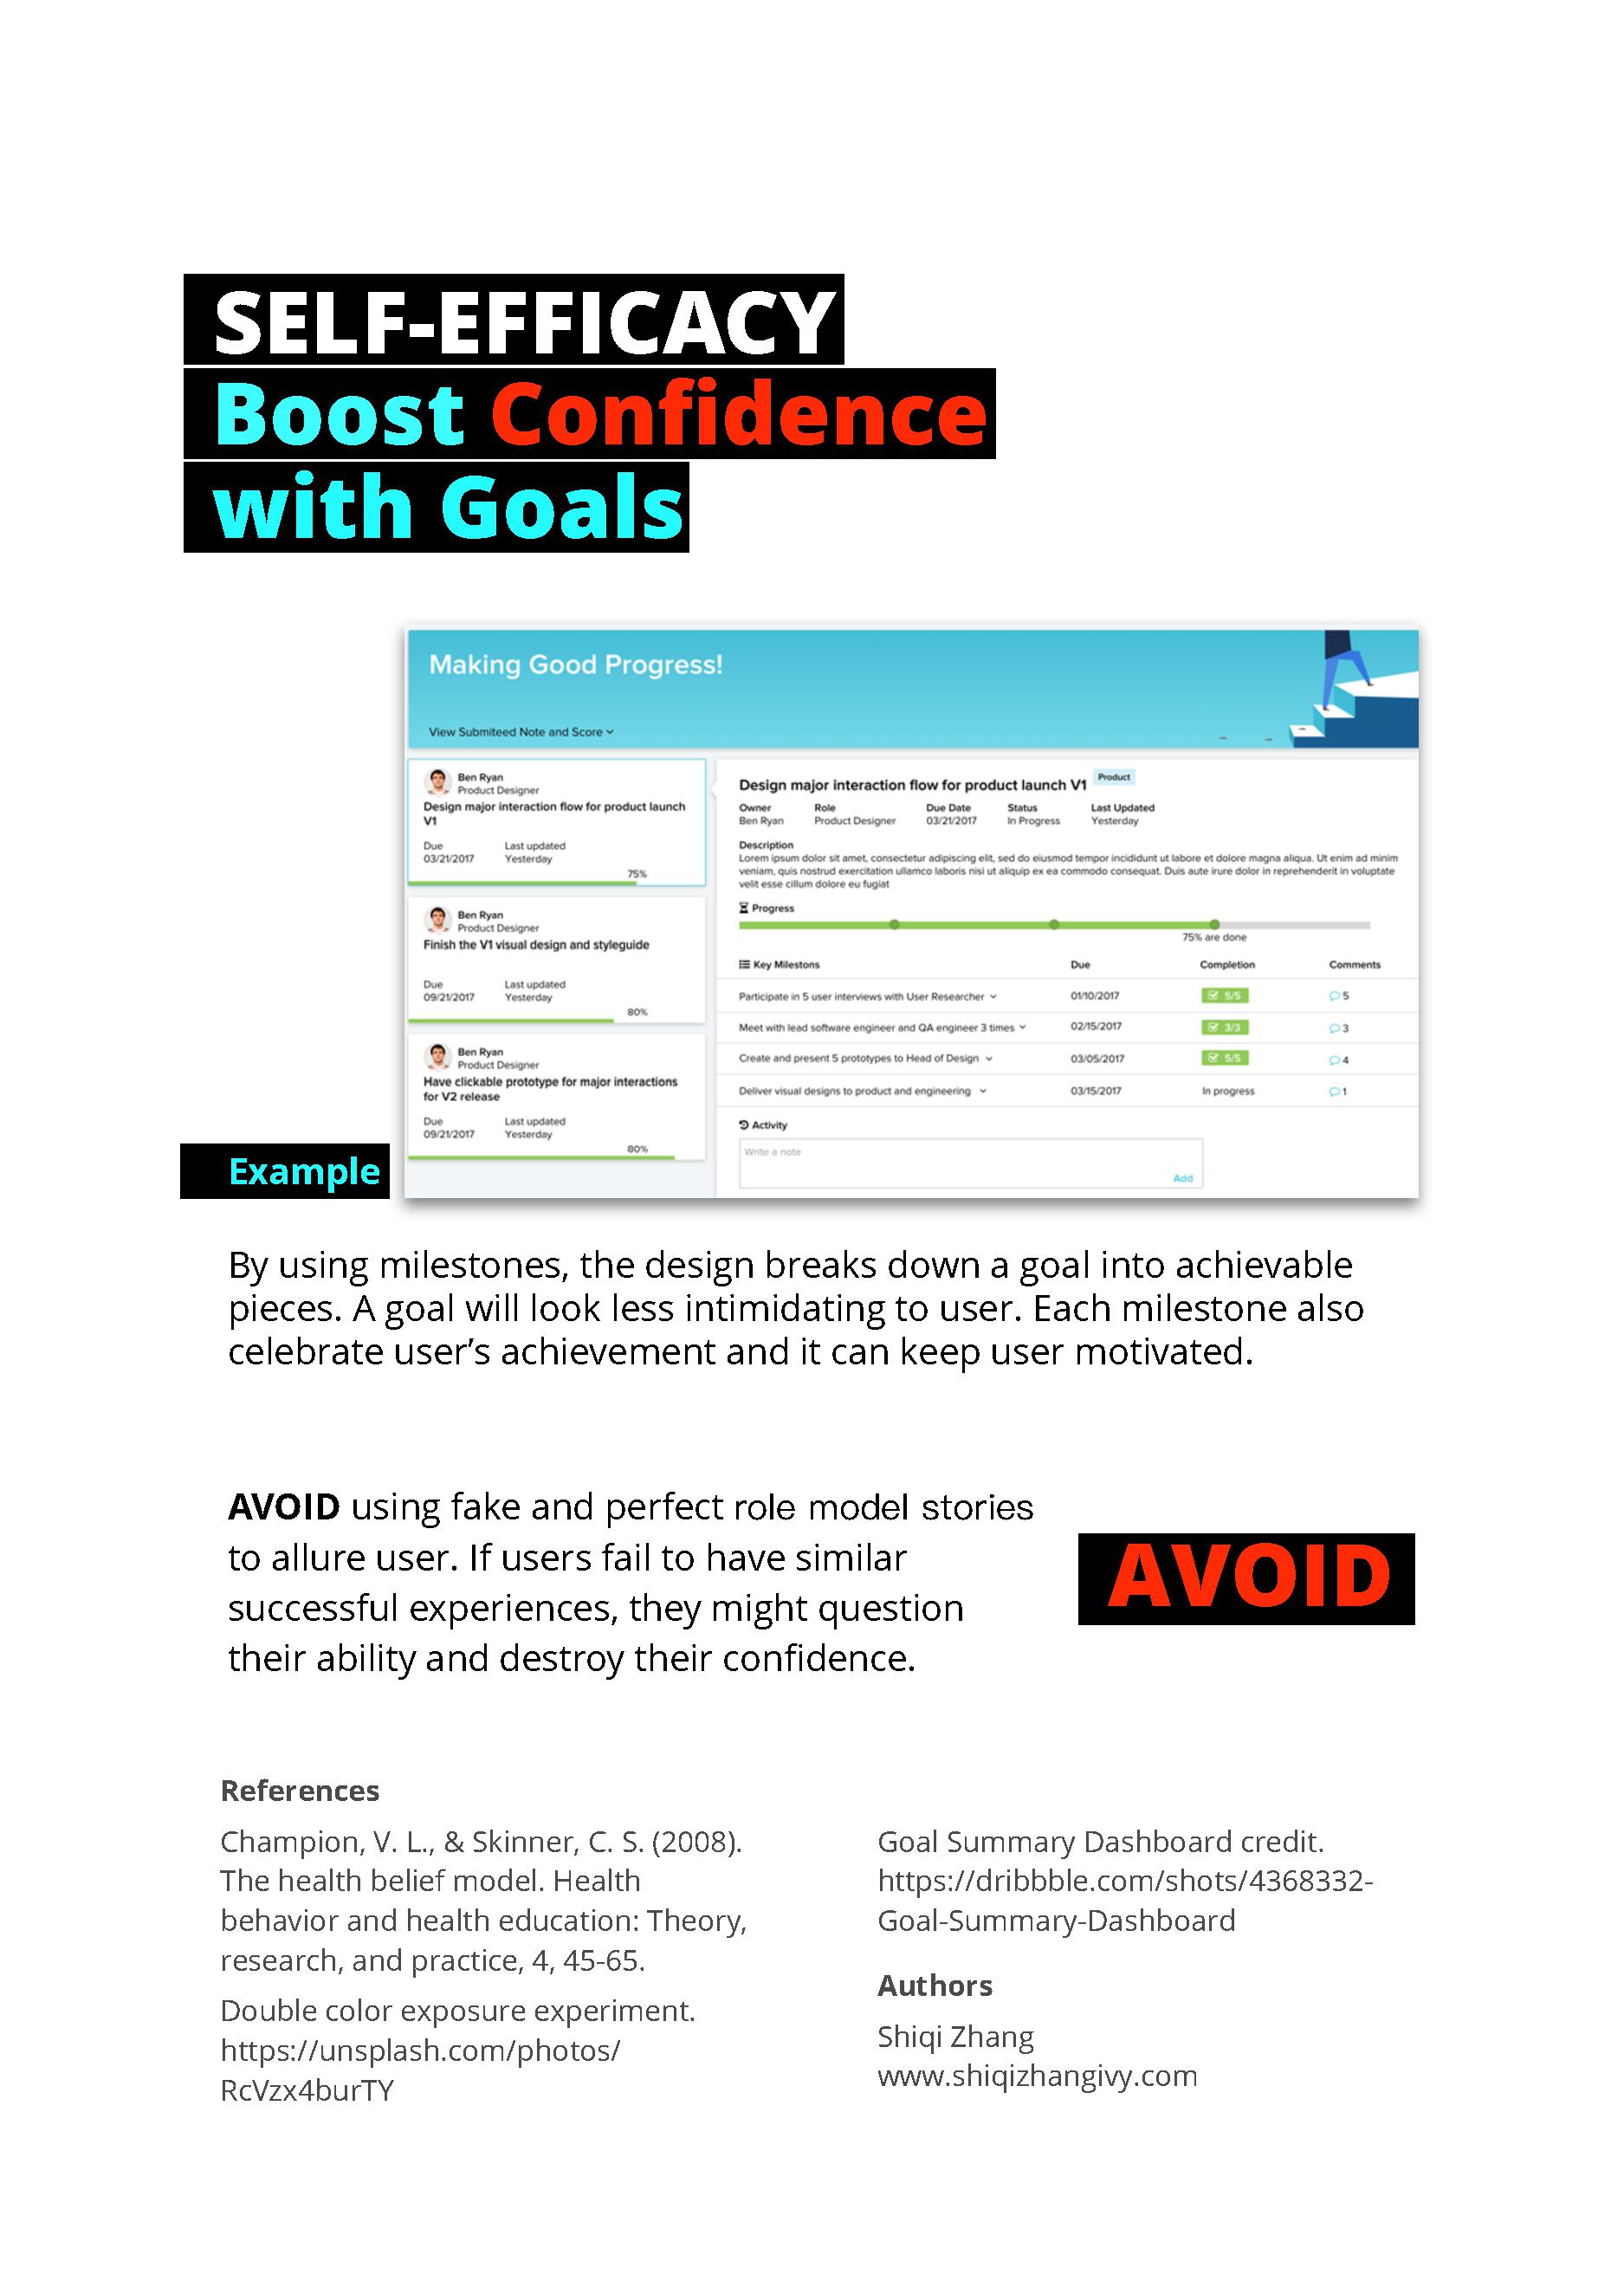 SELF-EFFICACY
Boost Confidence
with Goals
Making Good Progress!
View Submiteed Note and Score
Ben Ryan
Product Designer
Design major interaction flow for product launch
V1
Due Last updated
03/21/2017 Yesterday
75%
Ben Ryan
Product Designer
Finish the V1 visual design and styleguide
Due Last updated
09/21/2017 Yesterday
80%
Ben Ryan
Product Designer
Have clickable prototype for major interactions
for V2 release
Due Last updated
09/21/2017 Yesterday
80%
Design major interaction flow for product launch V1 Product
Owner Role Due Date Status Last Updated
Ben Ryan Product Designer 03/21/2017 In Progress Yesterday
Description
Lorem ipsum dolor sit amet, consectetur adipiscing elit, sed do eiusmod tempor incididunt ut labore et dolore magna aliqua. Ut enim ad minim
veniam, quis nostrud exercitation ullamco laboris nisi ut aliquip ex ea commodo consequat. Duis aute irure dolor in reprehenderit in voluptate
velit esse cillum dolore eu fugiat
Progress
75% are done
Key Milestons Due Completion Comments
Participate in 5 user interviews with User Researcher 01/10/2017 5/5 5
Meet with lead software engineer and QA engineer 3 times 02/15/2017 3/3 3
Create and present 5 prototypes to Head of Design 03/05/2017 5/5 4
Deliver visual designs to product and engineering 03/15/2017 In progress 1
Activity
Write a note
Add
Example
By using milestones, the design breaks down a goal into achievable
pieces. A goal will look less intimidating to user. Each milestone also
celebrate user’s achievement and it can keep user motivated.
AVOID using fake and perfect role model stories
to allure user. If users fail to have similar
successful experiences, they might question
their ability and destroy their confidence.
AVOID
References
Champion, V. L., & Skinner, C. S. (2008).
The health belief model. Health
behavior and health education: Theory,
research, and practice, 4, 45-65.
Double color exposure experiment.
https://unsplash.com/photos/
RcVzx4burTY
Goal Summary Dashboard credit.
https://dribbble.com/shots/4368332-
Goal-Summary-Dashboard
Authors
Shiqi Zhang
www.shiqizhangivy.com